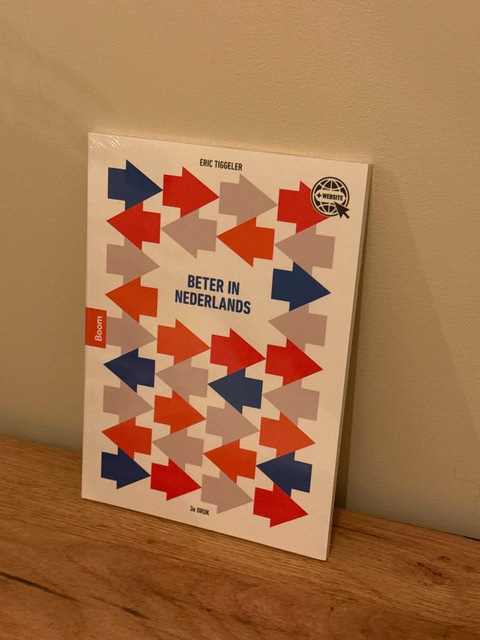 ERIC TIGGELER
+ WEBSITE
BETER IN
NEDERLANDS
Boom
3e DRUK